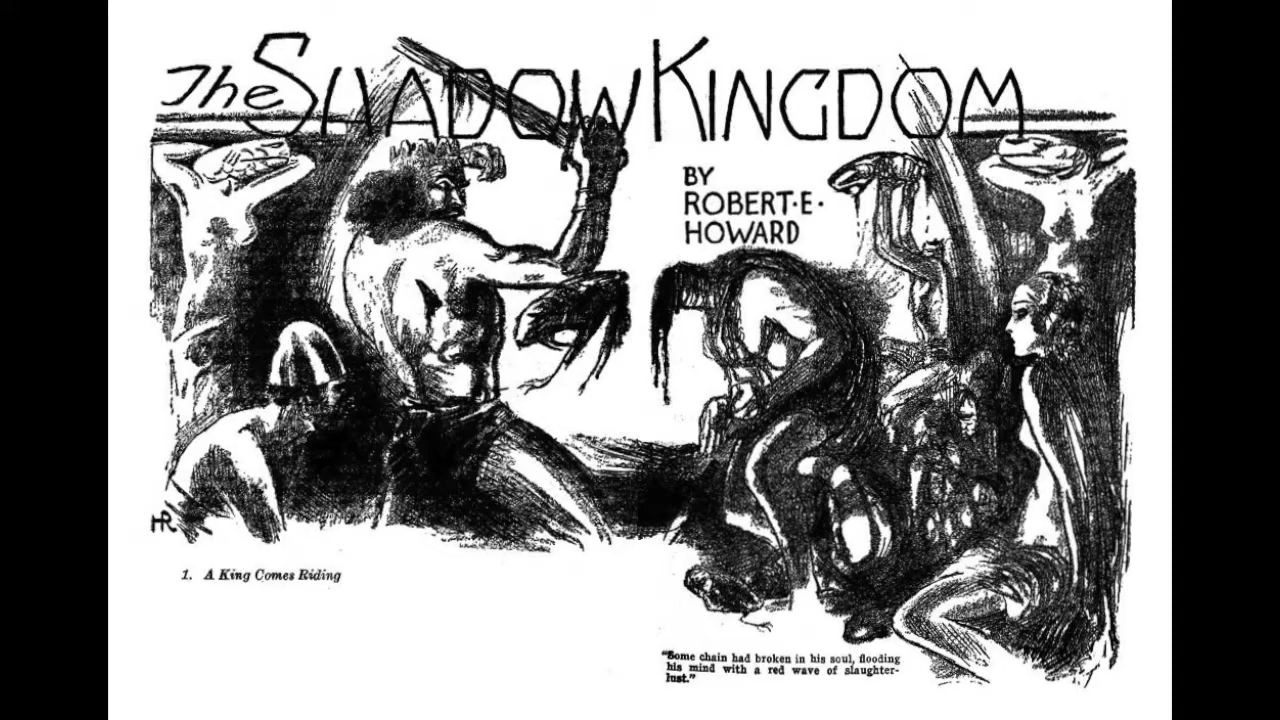 The SHADOW KINGDOM
BY
ROBERT·E·
HOWARD
HR
1. A King Comes Riding
"Some chain had broken in his soul, flooding
his mind with a red wave of slaughter-
lust."